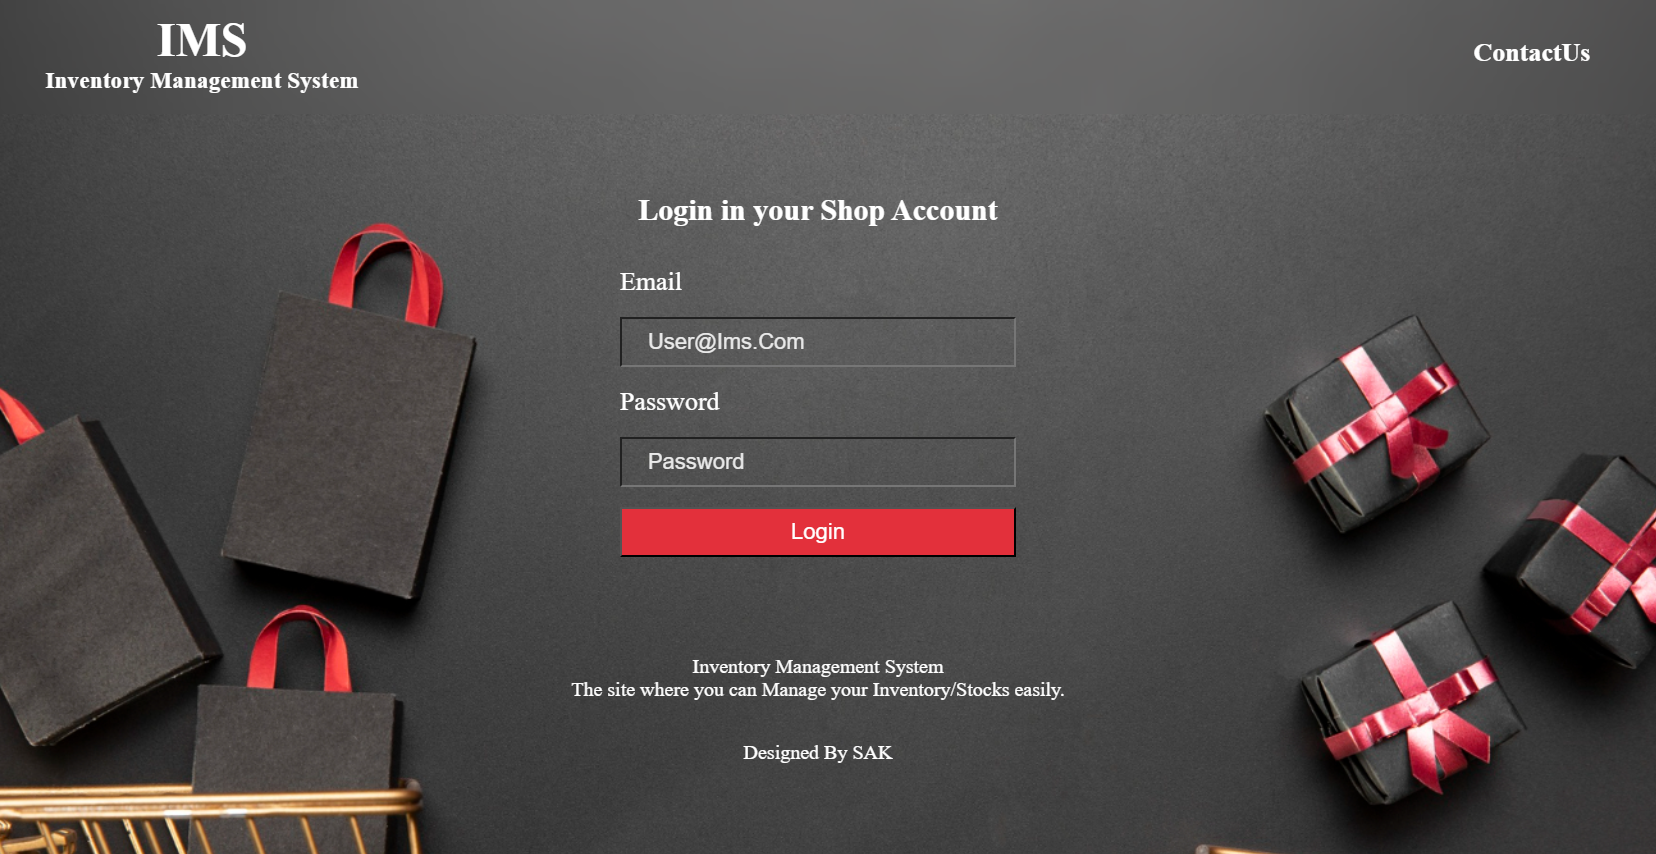 IMS
Inventory Management System
ContactUs
Login in your Shop Account
Email
User@Ims.Com
Password
Password
Login
Inventory Management System
The site where you can Manage your Inventory/Stocks easily.
Designed By SAK